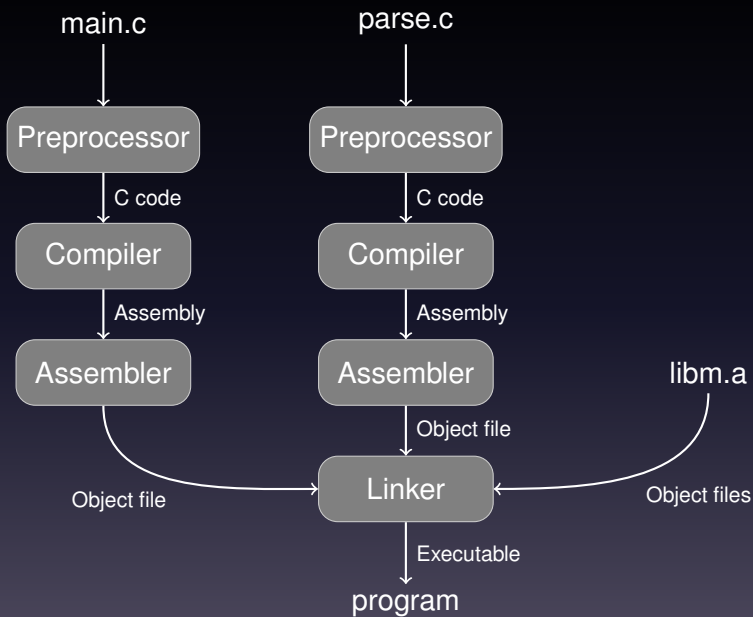 main.c
parse.c
Preprocessor
Preprocessor
C code
C code
Compiler
Compiler
Assembly
Assembly
Assembler
Assembler
libm.a
Object file
Object file
Linker
Object files
Executable
program